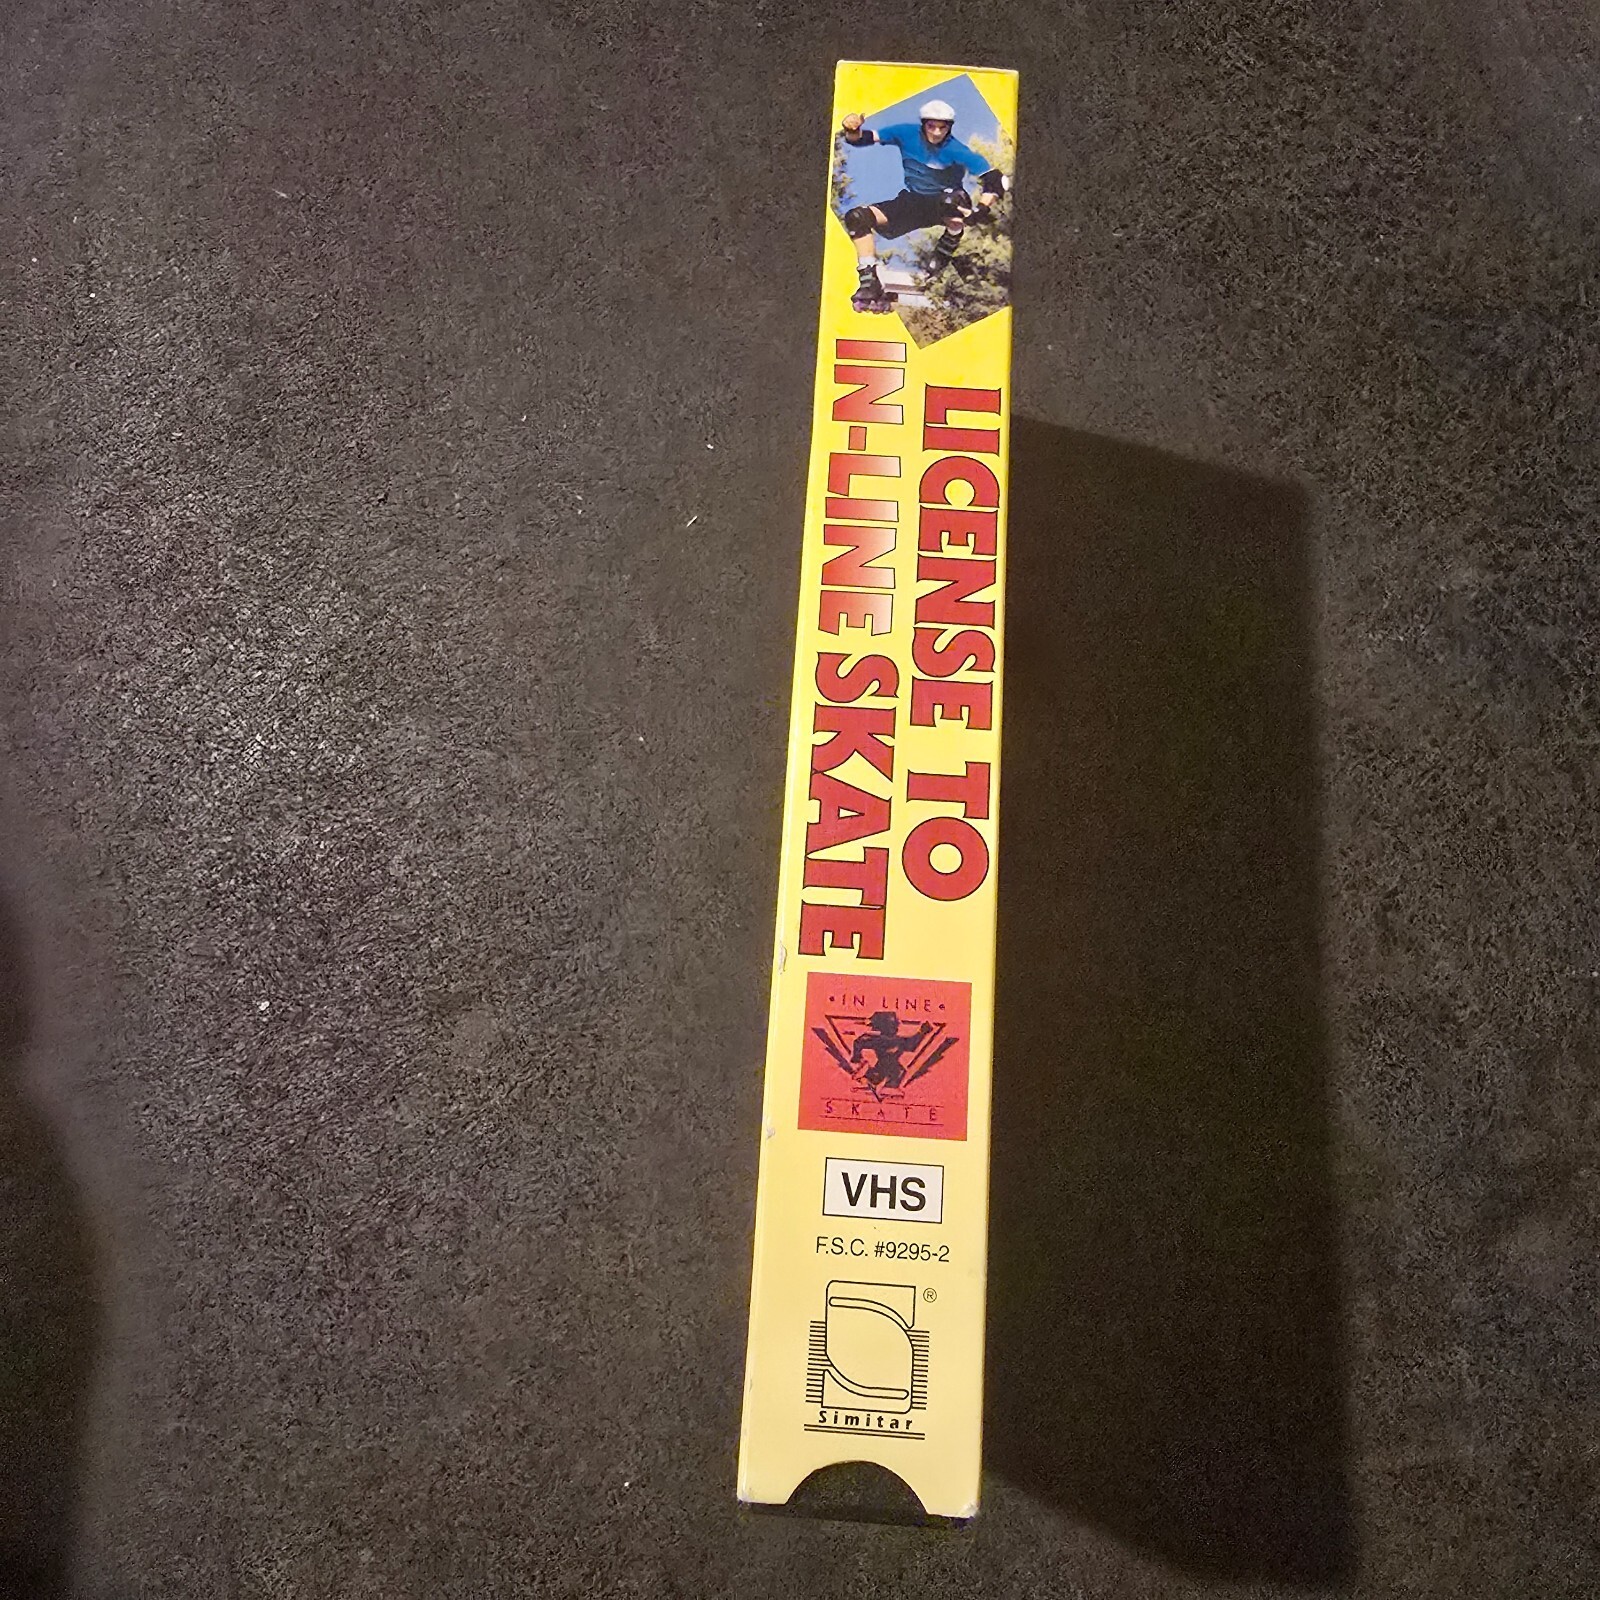 LICENSE TO
IN-LINE SKATE
•IN LINE•
SKATE
VHS
F.S.C. #9295-2
®
Simitar